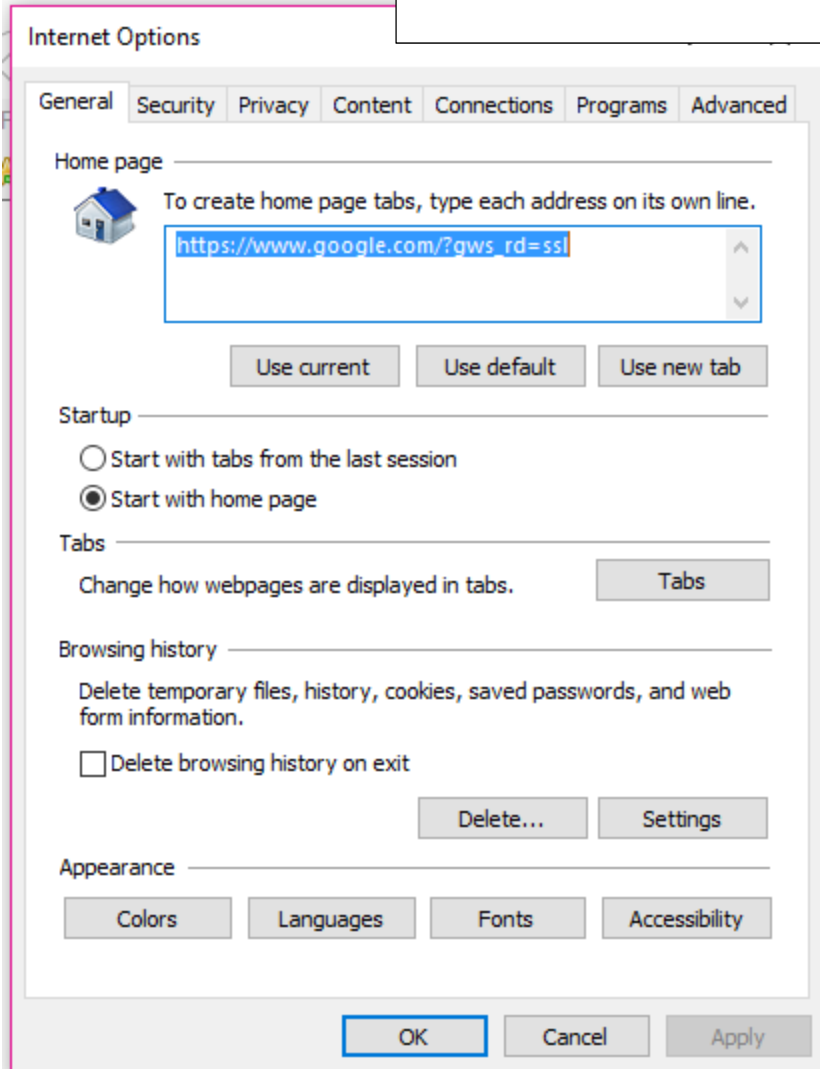 Internet Options
General Security Privacy Content Connections Programs Advanced
Home page
To create home page tabs, type each address on its own line.
https://www.google.com/?gws_rd=ssl
Use current Use default Use new tab
Startup
Start with tabs from the last session
Start with home page
Tabs
Change how webpages are displayed in tabs. Tabs
Browsing history
Delete temporary files, history, cookies, saved passwords, and web
form information.
Delete browsing history on exit
Delete... Settings
Appearance
Colors Languages Fonts Accessibility
OK Cancel Apply